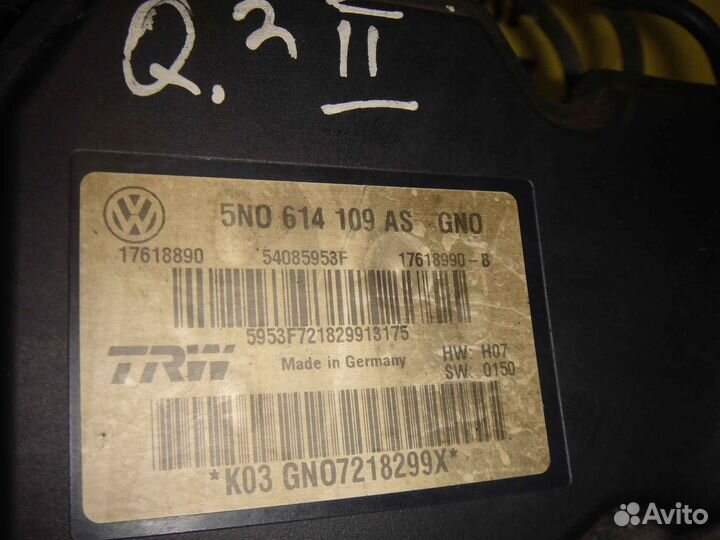 Q.2 II
5N0 614 109 AS GN0
17618890 54085953F 17618990-B
5953F721829913175
TRW Made in Germany HW: H07
SW: 0150
*K03 GN07218299X*
Avito